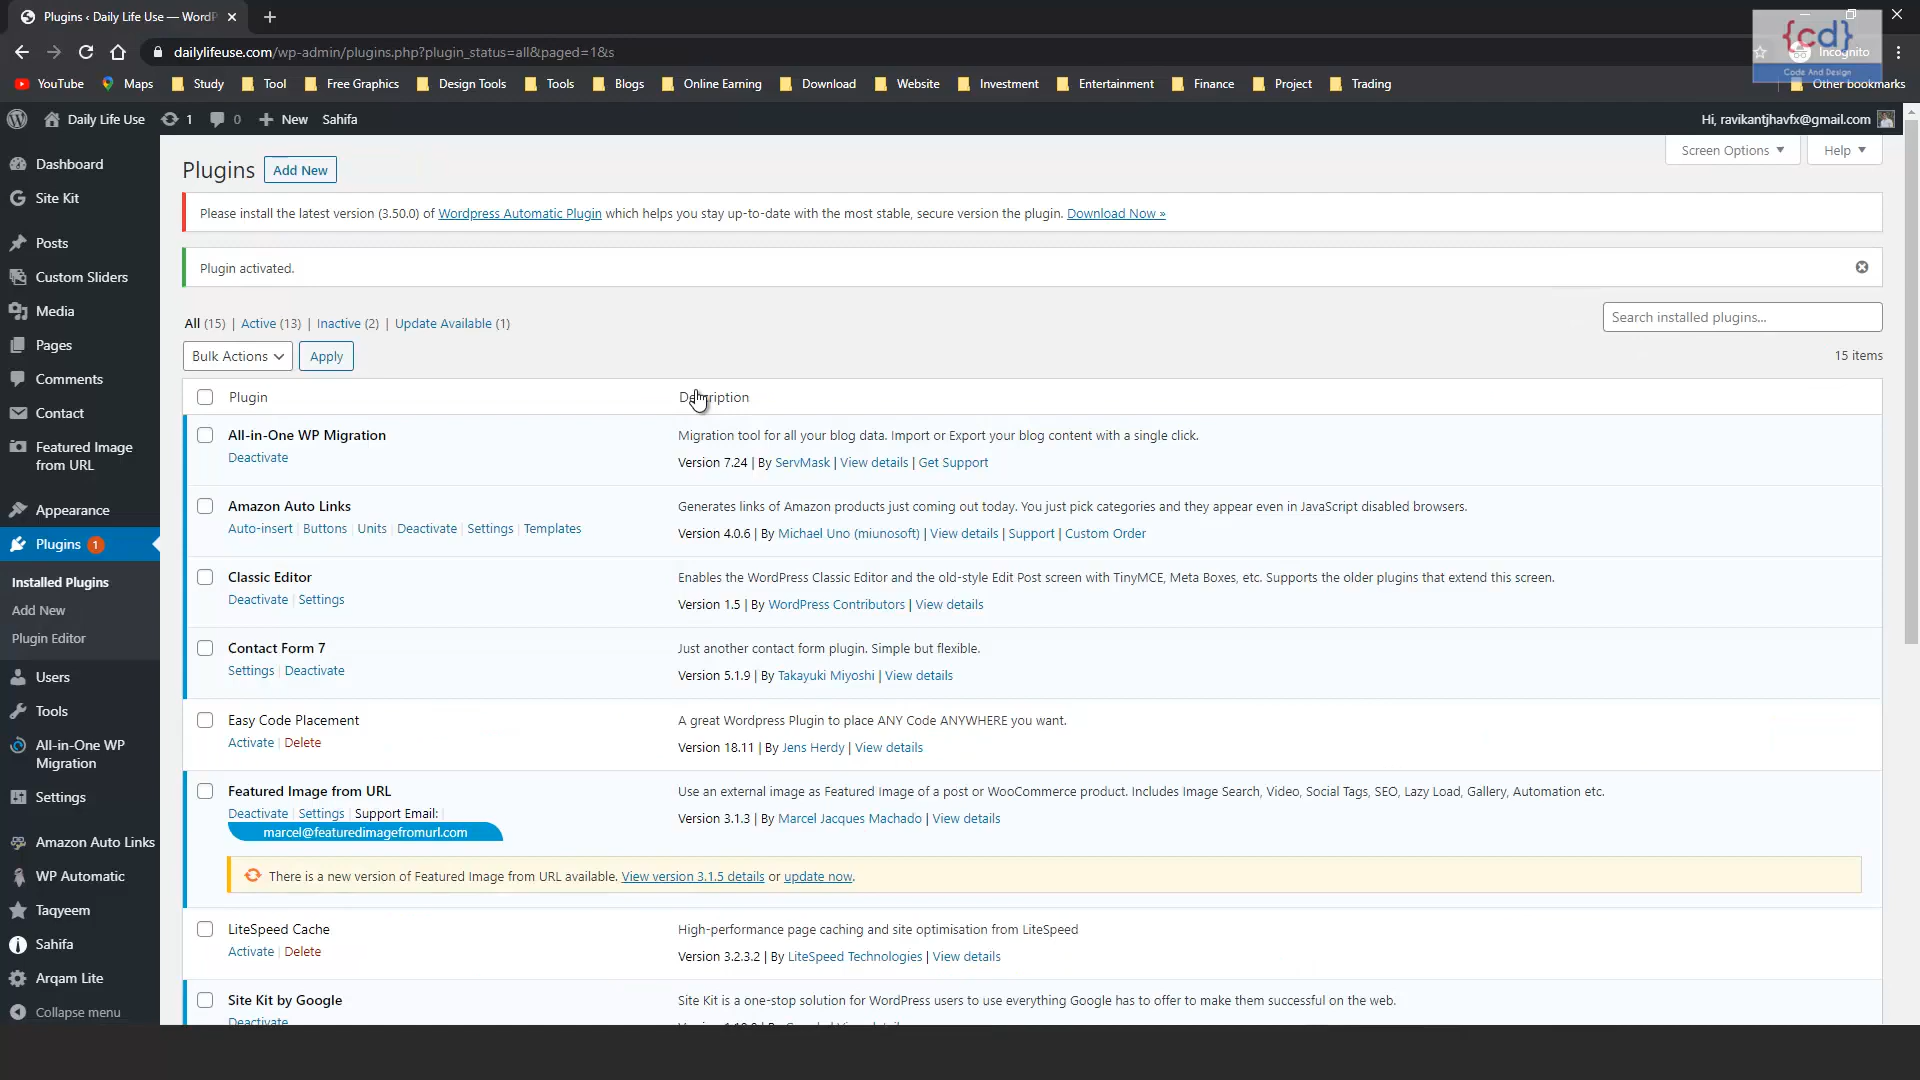 Plugins ‹ Daily Life Use — WordP
dailylifeuse.com/wp-admin/plugins.php?plugin_status=all&paged=1&s
Incognito
{cd}
Code And Design
YouTube Maps Study Tool Free Graphics Design Tools Tools Blogs Online Earning Download Website Investment Entertainment Finance Project Trading Other bookmarks
Daily Life Use 1 0 New Sahifa Hi, ravikantjhavfx@gmail.com
Screen Options Help
Dashboard
Site Kit
Posts
Custom Sliders
Media
Pages
Comments
Contact
Featured Image
from URL
Appearance
Plugins 1
Installed Plugins
Add New
Plugin Editor
Users
Tools
All-in-One WP
Migration
Settings
Amazon Auto Links
WP Automatic
Taqyeem
Sahifa
Arqam Lite
Collapse menu
Plugins Add New
Please install the latest version (3.50.0) of Wordpress Automatic Plugin which helps you stay up-to-date with the most stable, secure version the plugin. Download Now »
Plugin activated.
All (15) | Active (13) | Inactive (2) | Update Available (1)
Search installed plugins...
Bulk Actions Apply
15 items
Plugin Description
All-in-One WP Migration
Deactivate
Migration tool for all your blog data. Import or Export your blog content with a single click.
Version 7.24 | By ServMask | View details | Get Support
Amazon Auto Links
Auto-insert | Buttons | Units | Deactivate | Settings | Templates
Generates links of Amazon products just coming out today. You just pick categories and they appear even in JavaScript disabled browsers.
Version 4.0.6 | By Michael Uno (miunosoft) | View details | Support | Custom Order
Classic Editor
Deactivate | Settings
Enables the WordPress Classic Editor and the old-style Edit Post screen with TinyMCE, Meta Boxes, etc. Supports the older plugins that extend this screen.
Version 1.5 | By WordPress Contributors | View details
Contact Form 7
Settings | Deactivate
Just another contact form plugin. Simple but flexible.
Version 5.1.9 | By Takayuki Miyoshi | View details
Easy Code Placement
Activate | Delete
A great Wordpress Plugin to place ANY Code ANYWHERE you want.
Version 18.11 | By Jens Herdy | View details
Featured Image from URL
Deactivate | Settings | Support Email: |
marcel@featuredimagefromurl.com
Use an external image as Featured Image of a post or WooCommerce product. Includes Image Search, Video, Social Tags, SEO, Lazy Load, Gallery, Automation etc.
Version 3.1.3 | By Marcel Jacques Machado | View details
There is a new version of Featured Image from URL available. View version 3.1.5 details or update now.
LiteSpeed Cache
Activate | Delete
High-performance page caching and site optimisation from LiteSpeed
Version 3.2.3.2 | By LiteSpeed Technologies | View details
Site Kit by Google
Deactivate
Site Kit is a one-stop solution for WordPress users to use everything Google has to offer to make them successful on the web.